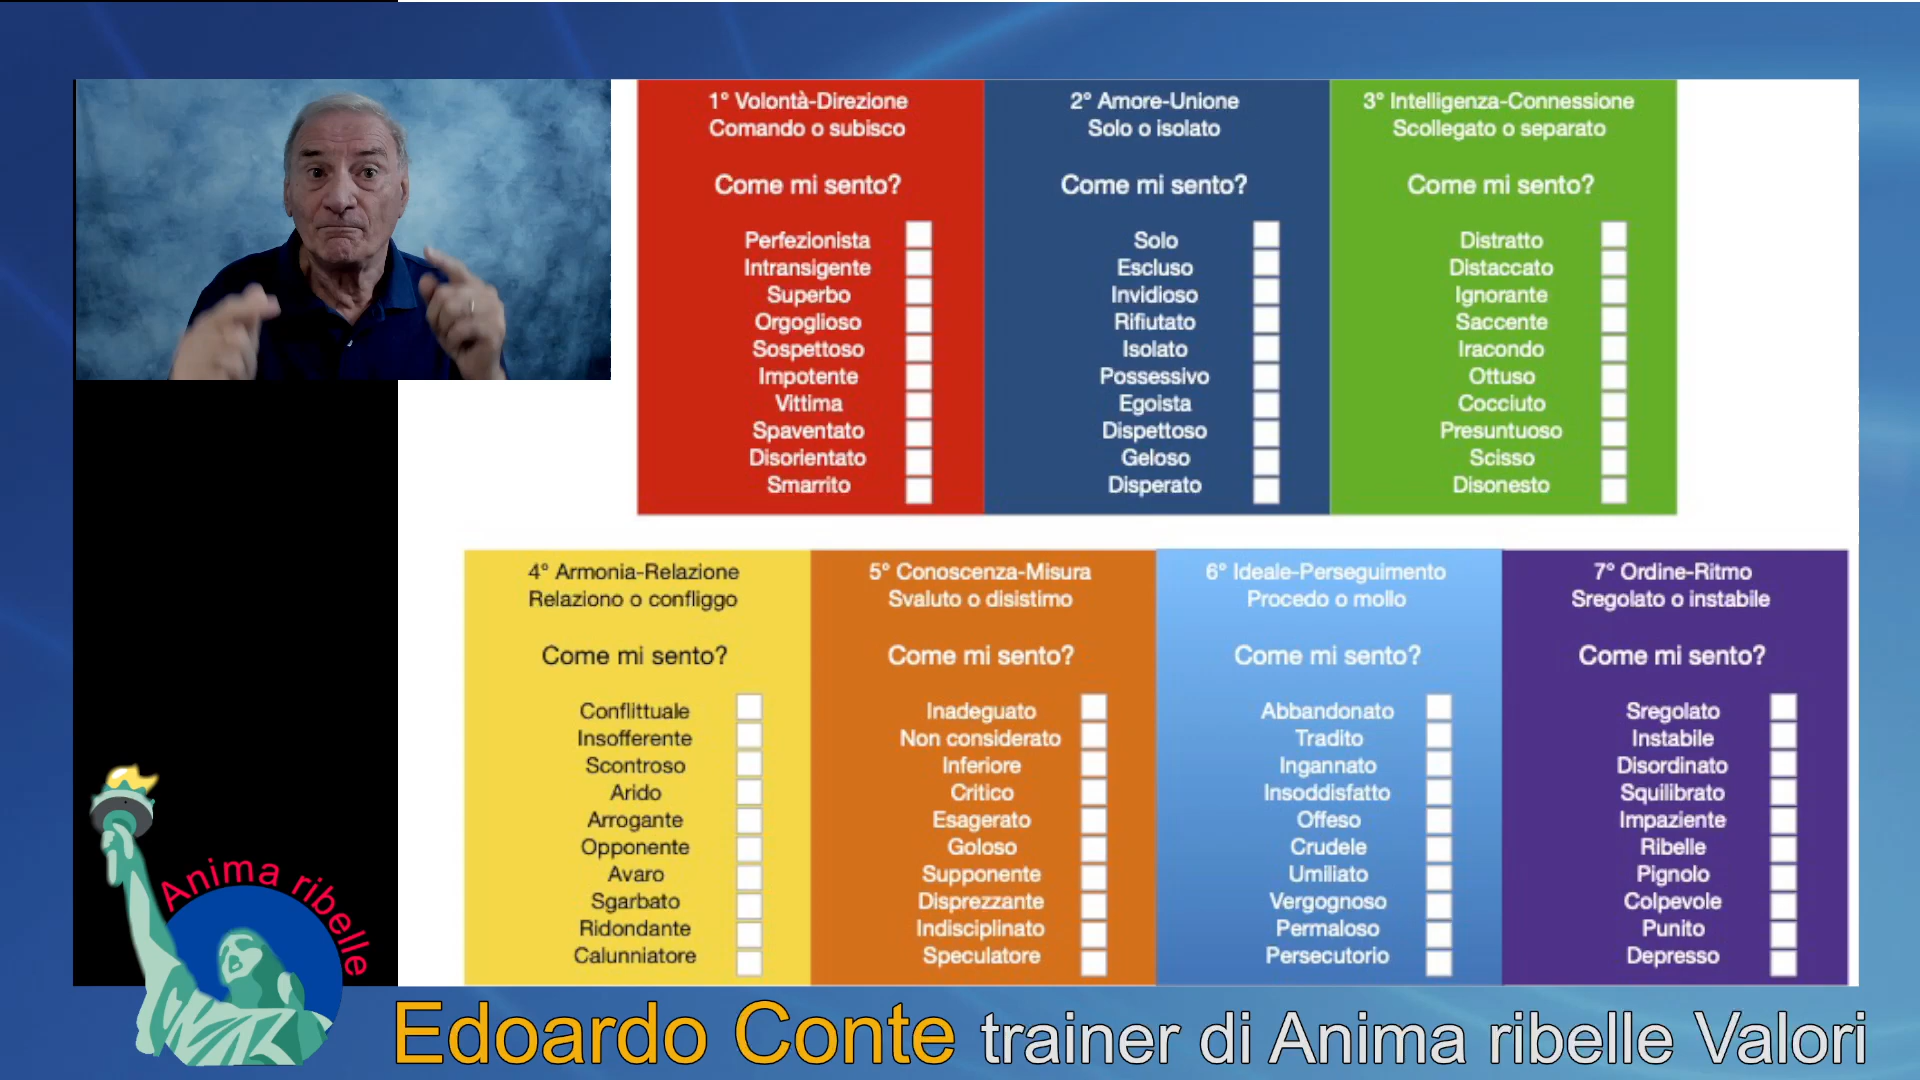 1° Volontà-Direzione
Comando o subisco
Come mi sento?
Perfezionista
Intransigente
Superbo
Orgoglioso
Sospettoso
Impotente
Vittima
Spaventato
Disorientato
Smarrito
2° Amore-Unione
Solo o isolato
Come mi sento?
Solo
Escluso
Invidioso
Rifiutato
Isolato
Possessivo
Egoista
Dispettoso
Geloso
Disperato
3° Intelligenza-Connessione
Scollegato o separato
Come mi sento?
Distratto
Distaccato
Ignorante
Saccente
Iracondo
Ottuso
Cocciuto
Presuntuoso
Scisso
Disonesto
4° Armonia-Relazione
Relaziono o confliggo
Come mi sento?
Conflittuale
Insofferente
Scontroso
Arido
Arrogante
Opponente
Avaro
Sgarbato
Ridondante
Calunniatore
5° Conoscenza-Misura
Svaluto o disistimo
Come mi sento?
Inadeguato
Non considerato
Inferiore
Critico
Esagerato
Goloso
Supponente
Disprezzante
Indisciplinato
Speculatore
6° Ideale-Perseguimento
Procedo o mollo
Come mi sento?
Abbandonato
Tradito
Ingannato
Insoddisfatto
Offeso
Crudele
Umiliato
Vergognoso
Permaloso
Persecutorio
7° Ordine-Ritmo
Sregolato o instabile
Come mi sento?
Sregolato
Instabile
Disordinato
Squilibrato
Impaziente
Ribelle
Pignolo
Colpevole
Punito
Depresso
Anima ribelle
Edoardo Conte trainer di Anima ribelle Valori